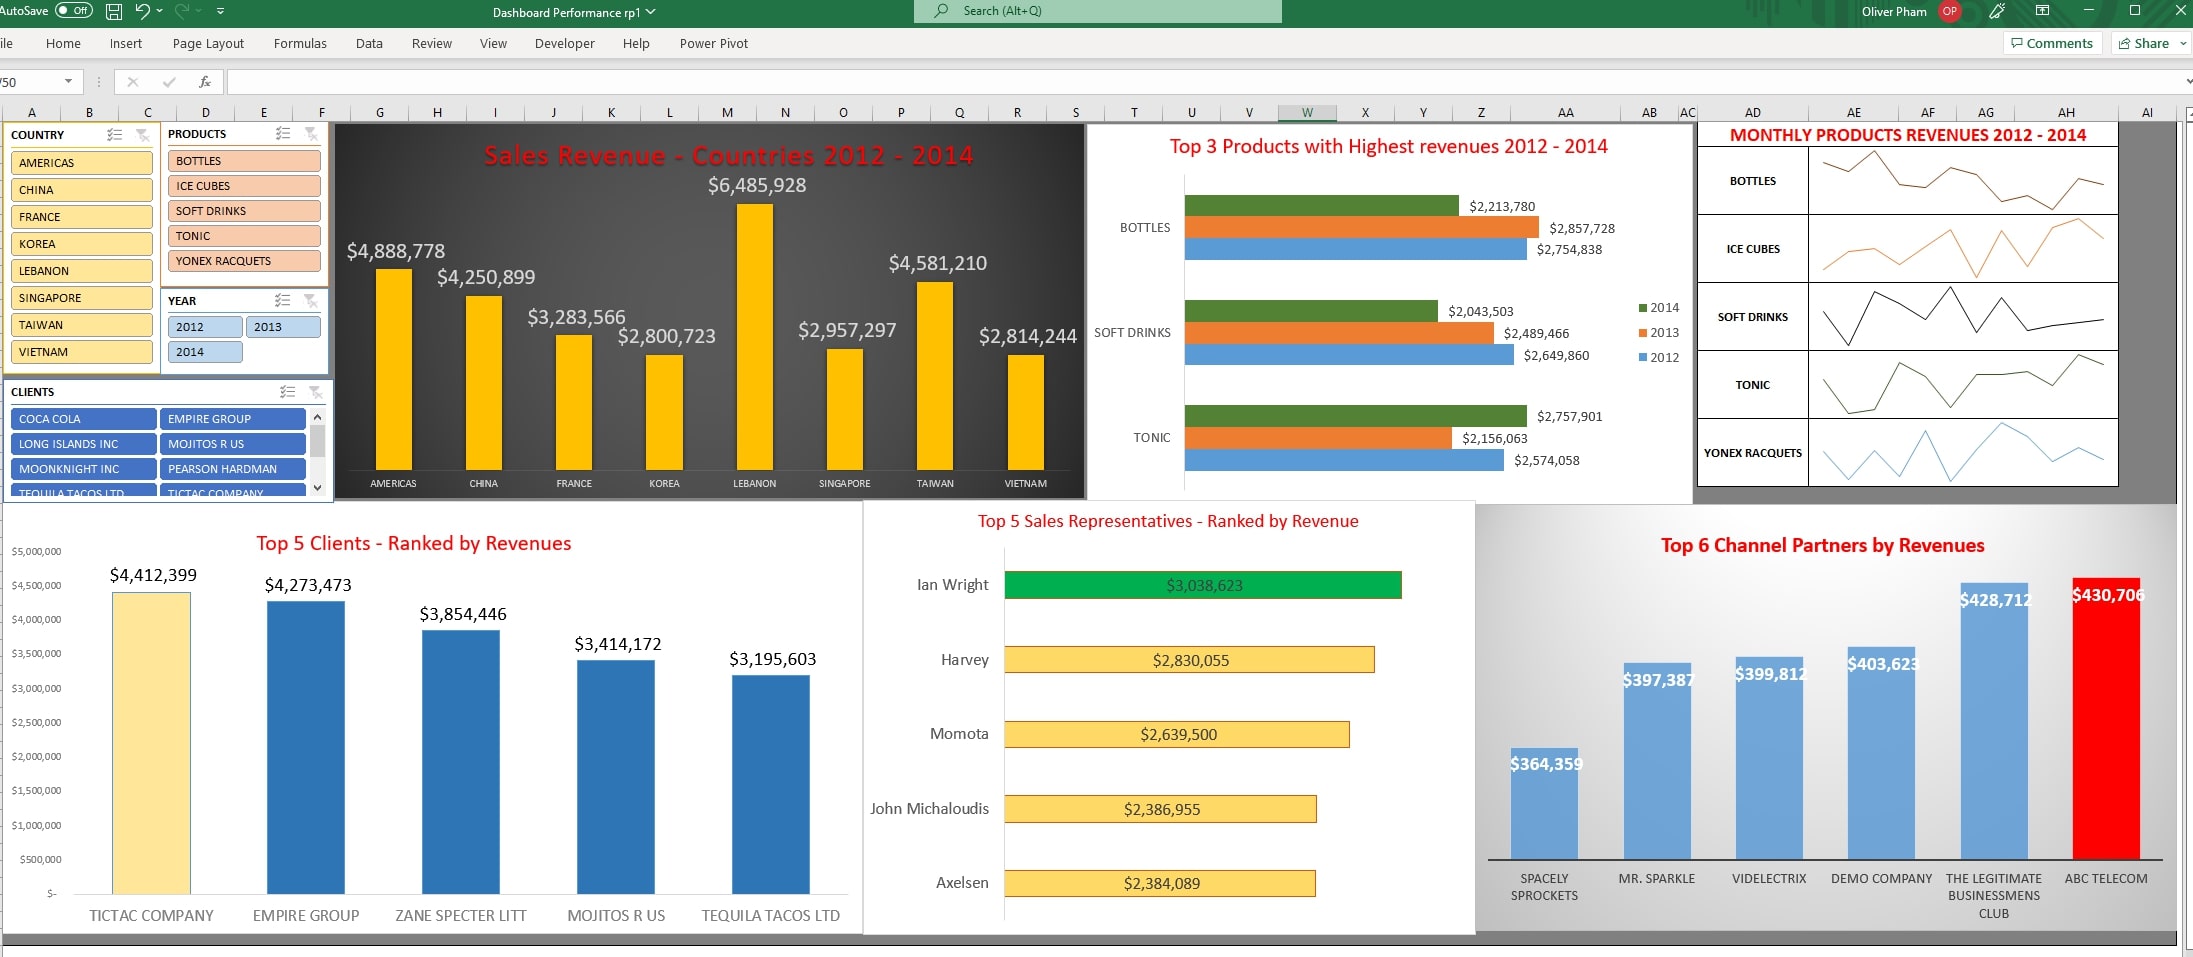 AutoSave Off Dashboard Performance rp1 Search (Alt+Q) Oliver Pham OP
ile Home Insert Page Layout Formulas Data Review View Developer Help Power Pivot Comments Share
fx
A B C D E F G H I J K L M N O P Q R S T U V W X Y Z AA AB AC AD AE AF AG AH AI
COUNTRY
AMERICAS
CHINA
FRANCE
KOREA
LEBANON
SINGAPORE
TAIWAN
VIETNAM
PRODUCTS
BOTTLES
ICE CUBES
SOFT DRINKS
TONIC
YONEX RACQUETS
YEAR
2012 2013
2014
CLIENTS
COCA COLA EMPIRE GROUP
LONG ISLANDS INC MOJITOS R US
MOONKNIGHT INC PEARSON HARDMAN
TEQUILA TACOS LTD TICTAC COMPANY
Sales Revenue - Countries 2012 - 2014
$4,888,778 $4,250,899 $3,283,566 $2,800,723 $6,485,928 $2,957,297 $4,581,210 $2,814,244
AMERICAS CHINA FRANCE KOREA LEBANON SINGAPORE TAIWAN VIETNAM
Top 3 Products with Highest revenues 2012 - 2014
BOTTLES
$2,213,780
$2,857,728
$2,754,838
SOFT DRINKS
$2,043,503
$2,489,466
$2,649,860
TONIC
$2,757,901
$2,156,063
$2,574,058
2014
2013
2012
MONTHLY PRODUCTS REVENUES 2012 - 2014
BOTTLES
ICE CUBES
SOFT DRINKS
TONIC
YONEX RACQUETS
Top 5 Clients - Ranked by Revenues
$5,000,000
$4,500,000
$4,000,000
$3,500,000
$3,000,000
$2,500,000
$2,000,000
$1,500,000
$1,000,000
$500,000
$-
$4,412,399 $4,273,473 $3,854,446 $3,414,172 $3,195,603
TICTAC COMPANY EMPIRE GROUP ZANE SPECTER LITT MOJITOS R US TEQUILA TACOS LTD
Top 5 Sales Representatives - Ranked by Revenue
Ian Wright $3,038,623
Harvey $2,830,055
Momota $2,639,500
John Michaloudis $2,386,955
Axelsen $2,384,089
Top 6 Channel Partners by Revenues
$364,359 $397,387 $399,812 $403,623 $428,712 $430,706
SPACELY SPROCKETS
MR. SPARKLE
VIDELECTRIX
DEMO COMPANY
THE LEGITIMATE BUSINESSMENS CLUB
ABC TELECOM